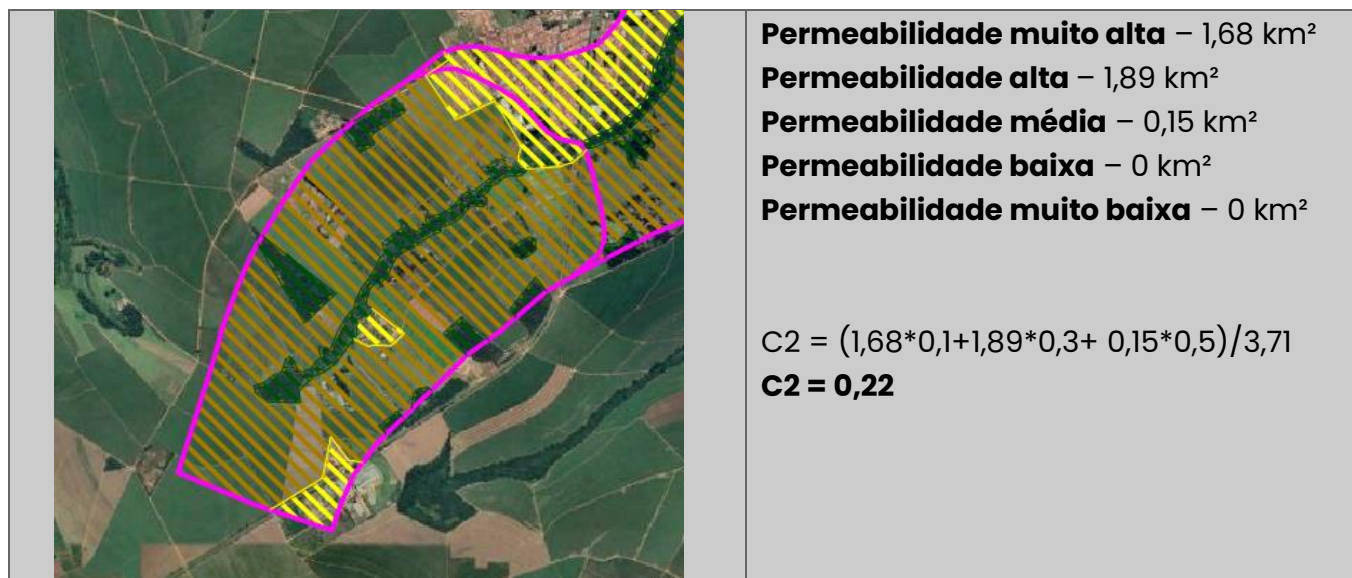 Permeabilidade muito alta – 1,68 km²
Permeabilidade alta – 1,89 km²
Permeabilidade média – 0,15 km²
Permeabilidade baixa – 0 km²
Permeabilidade muito baixa – 0 km²
C2 = (1,68*0,1+1,89*0,3+ 0,15*0,5)/3,71
C2 = 0,22